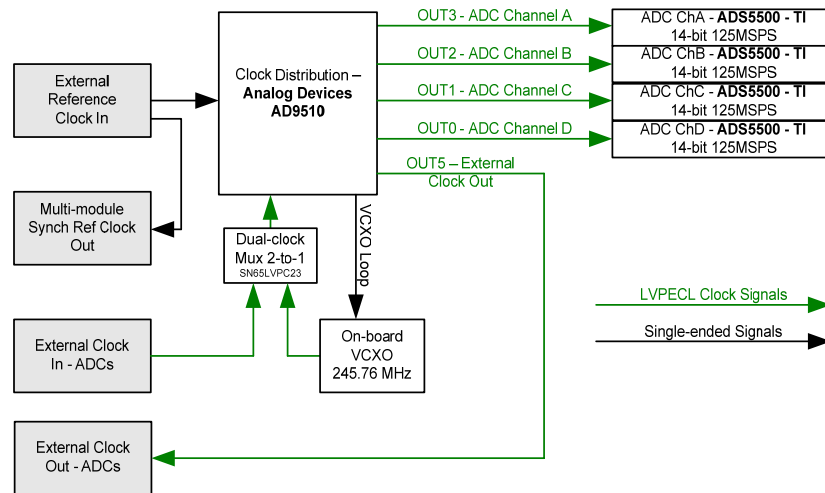 OUT3 - ADC Channel A
OUT2 - ADC Channel B
OUT1 - ADC Channel C
OUT0 - ADC Channel D
OUT5 – External
Clock Out
ADC ChA - ADS5500 - TI
14-bit 125MSPS
ADC ChB - ADS5500 - TI
14-bit 125MSPS
ADC ChC - ADS5500 - TI
14-bit 125MSPS
ADC ChD - ADS5500 - TI
14-bit 125MSPS
Clock Distribution –
Analog Devices
AD9510
External
Reference
Clock In
Multi-module
Synch Ref Clock
Out
Dual-clock
Mux 2-to-1
SN65LVPC23
VCXO Loop
On-board
VCXO
245.76 MHz
External Clock
In - ADCs
External Clock
Out - ADCs
LVPECL Clock Signals
Single-ended Signals